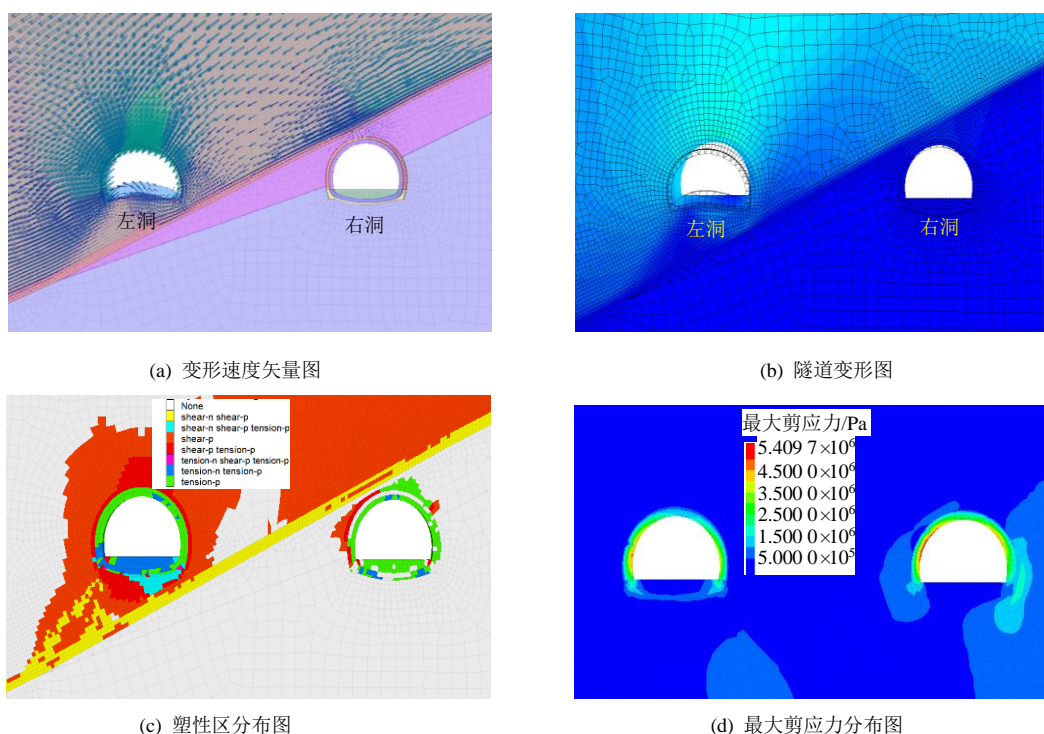 左洞
右洞
左洞
右洞
(a) 变形速度矢量图
(b) 隧道变形图
None
shear-n shear-p
shear-n shear-p tension-p
shear-p
shear-p tension-p
tension-n shear-p tension-p
tension-n tension-p
tension-p
最大剪应力/Pa
5.409 7×10⁶
4.500 0×10⁶
3.500 0×10⁶
2.500 0×10⁶
1.500 0×10⁶
5.000 0×10⁵
(c) 塑性区分布图
(d) 最大剪应力分布图